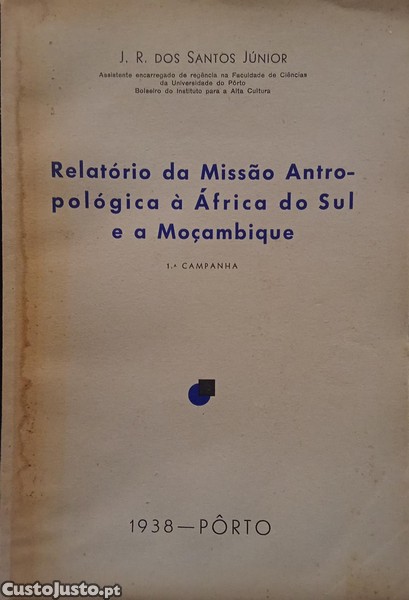 J. R. DOS SANTOS JÚNIOR
Assistente encarregado de regência na Faculdade de Ciências
da Universidade do Pôrto
Bolseiro do Instituto para a Alta Cultura
Relatório da Missão Antro-
pológica à África do Sul
e a Moçambique
1.ª CAMPANHA
1938—PÔRTO
CustoJusto.pt